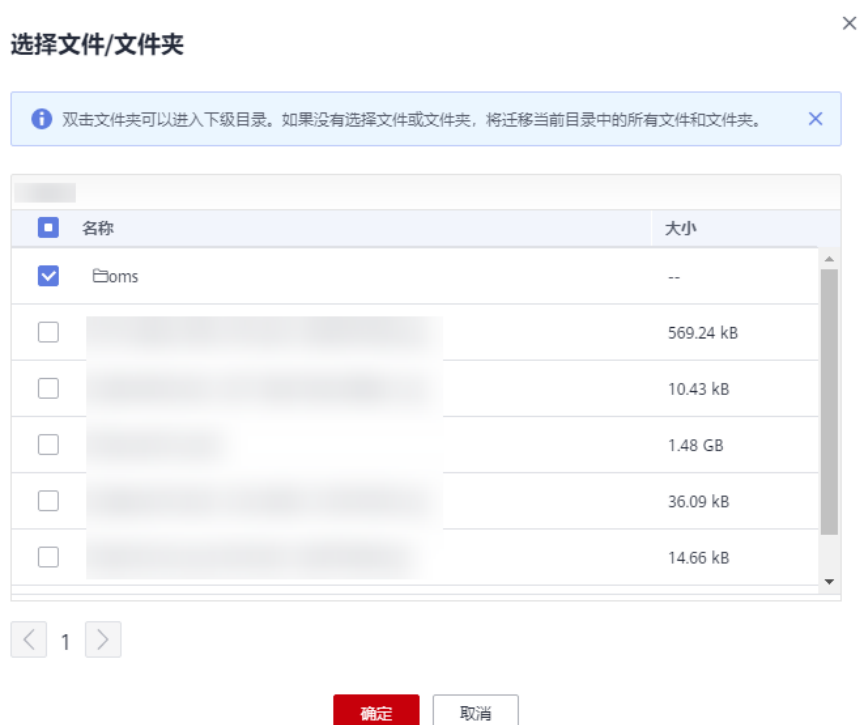 选择文件/文件夹
双击文件夹可以进入下级目录。如果没有选择文件或文件夹，将迁移当前目录中的所有文件和文件夹。
名称 大小
oms --
569.24 kB
10.43 kB
1.48 GB
36.09 kB
14.66 kB
1
确定 取消